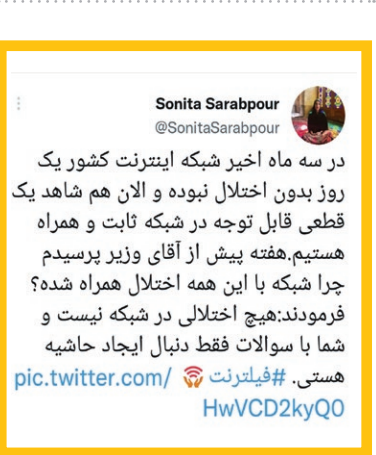 Sonita Sarabpour
@SonitaSarabpour
در سه ماه اخیر شبکه اینترنت کشور یک
روز بدون اختلال نبوده و الان هم شاهد یک
قطعی قابل توجه در شبکه ثابت و همراه
هستیم.هفته پیش از آقای وزیر پرسیدم
چرا شبکه با این همه اختلال همراه شده؟
فرمودند:هیچ اختلالی در شبکه نیست و
شما با سوالات فقط دنبال ایجاد حاشیه
هستی. #فیلترنت pic.twitter.com/
HwVCD2kyQ0